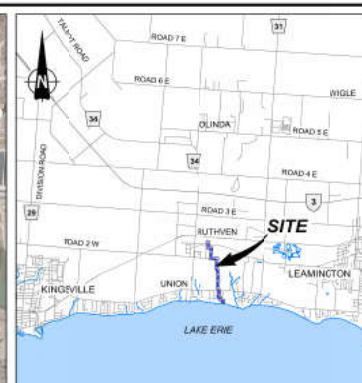 31
TALBOT ROAD
ROAD 7 E
ROAD 6 E
WIGLE
N
34
OLINDA
ROAD 5 E
DIVISION ROAD
34
ROAD 4 E
3
ROAD 3 E
29
SITE
RUTHVEN
ROAD 2 W
LEAMINGTON
UNION
KINGSVILLE
LAKE ERIE